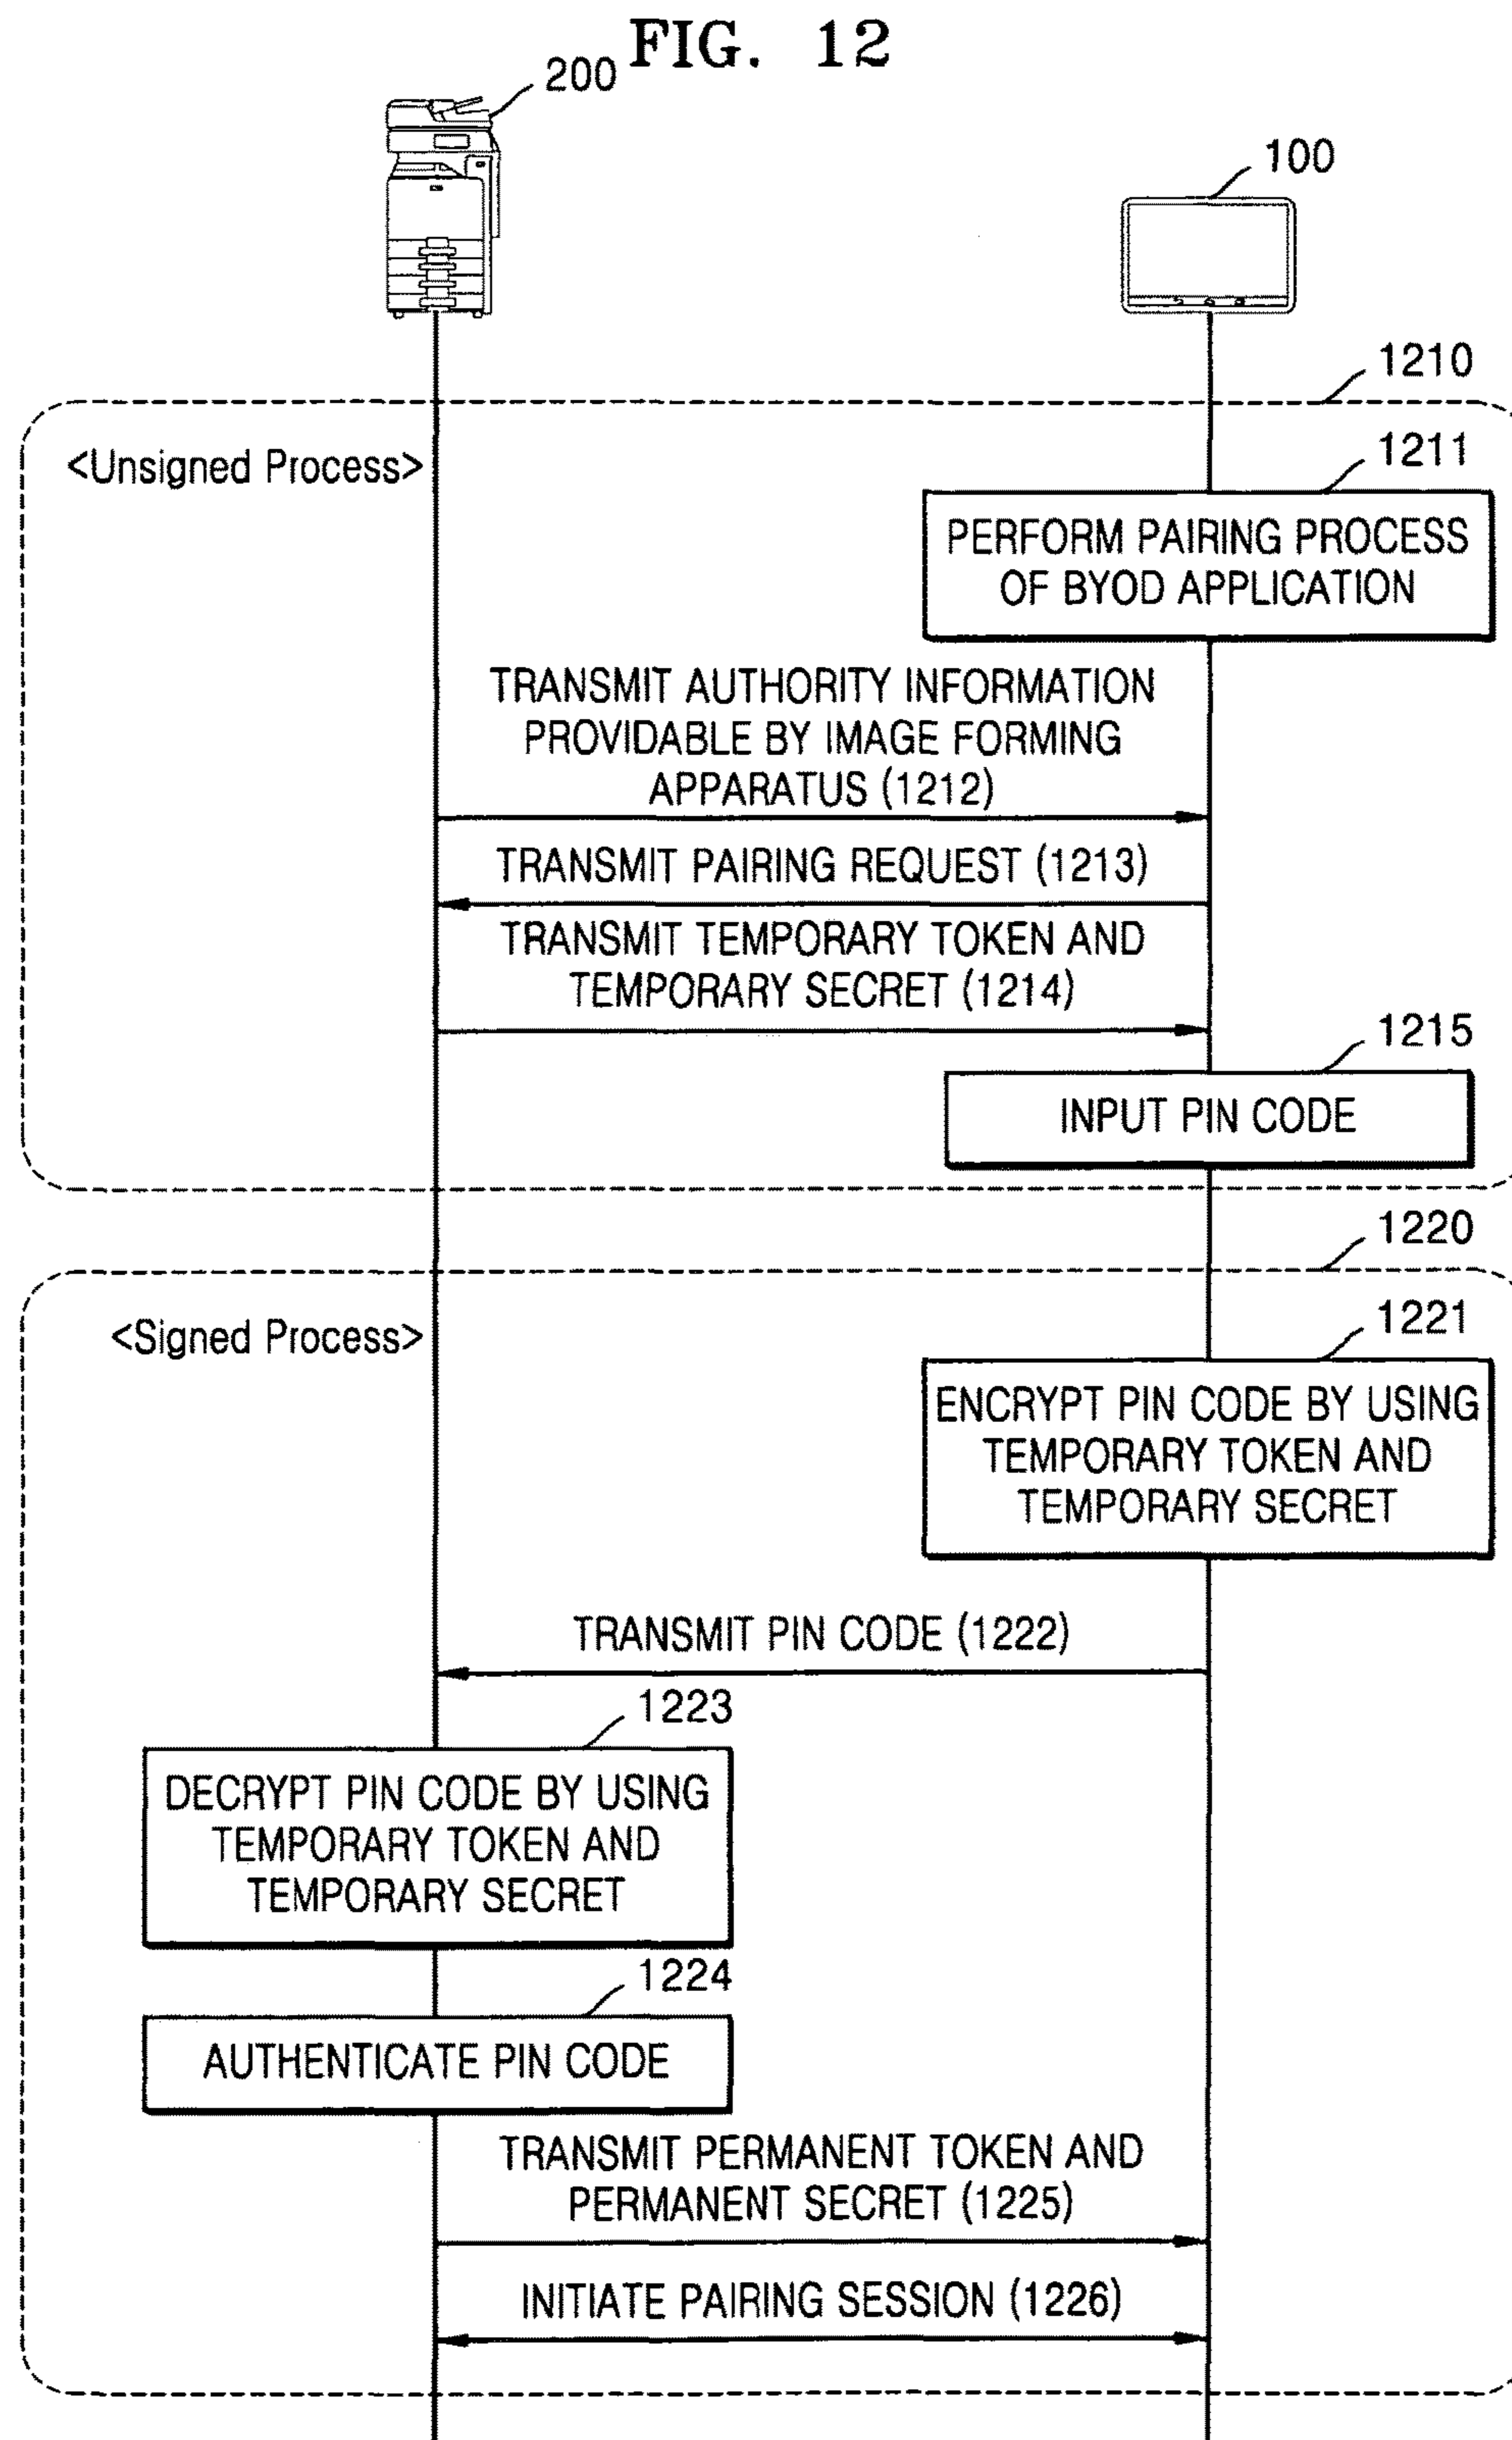 FIG. 12
200
100
1210
<Unsigned Process>
1211
PERFORM PAIRING PROCESS
OF BYOD APPLICATION
TRANSMIT AUTHORITY INFORMATION
PROVIDABLE BY IMAGE FORMING
APPARATUS (1212)
TRANSMIT PAIRING REQUEST (1213)
TRANSMIT TEMPORARY TOKEN AND
TEMPORARY SECRET (1214)
1215
INPUT PIN CODE
1220
<Signed Process>
1221
ENCRYPT PIN CODE BY USING
TEMPORARY TOKEN AND
TEMPORARY SECRET
TRANSMIT PIN CODE (1222)
1223
DECRYPT PIN CODE BY USING
TEMPORARY TOKEN AND
TEMPORARY SECRET
1224
AUTHENTICATE PIN CODE
TRANSMIT PERMANENT TOKEN AND
PERMANENT SECRET (1225)
INITIATE PAIRING SESSION (1226)